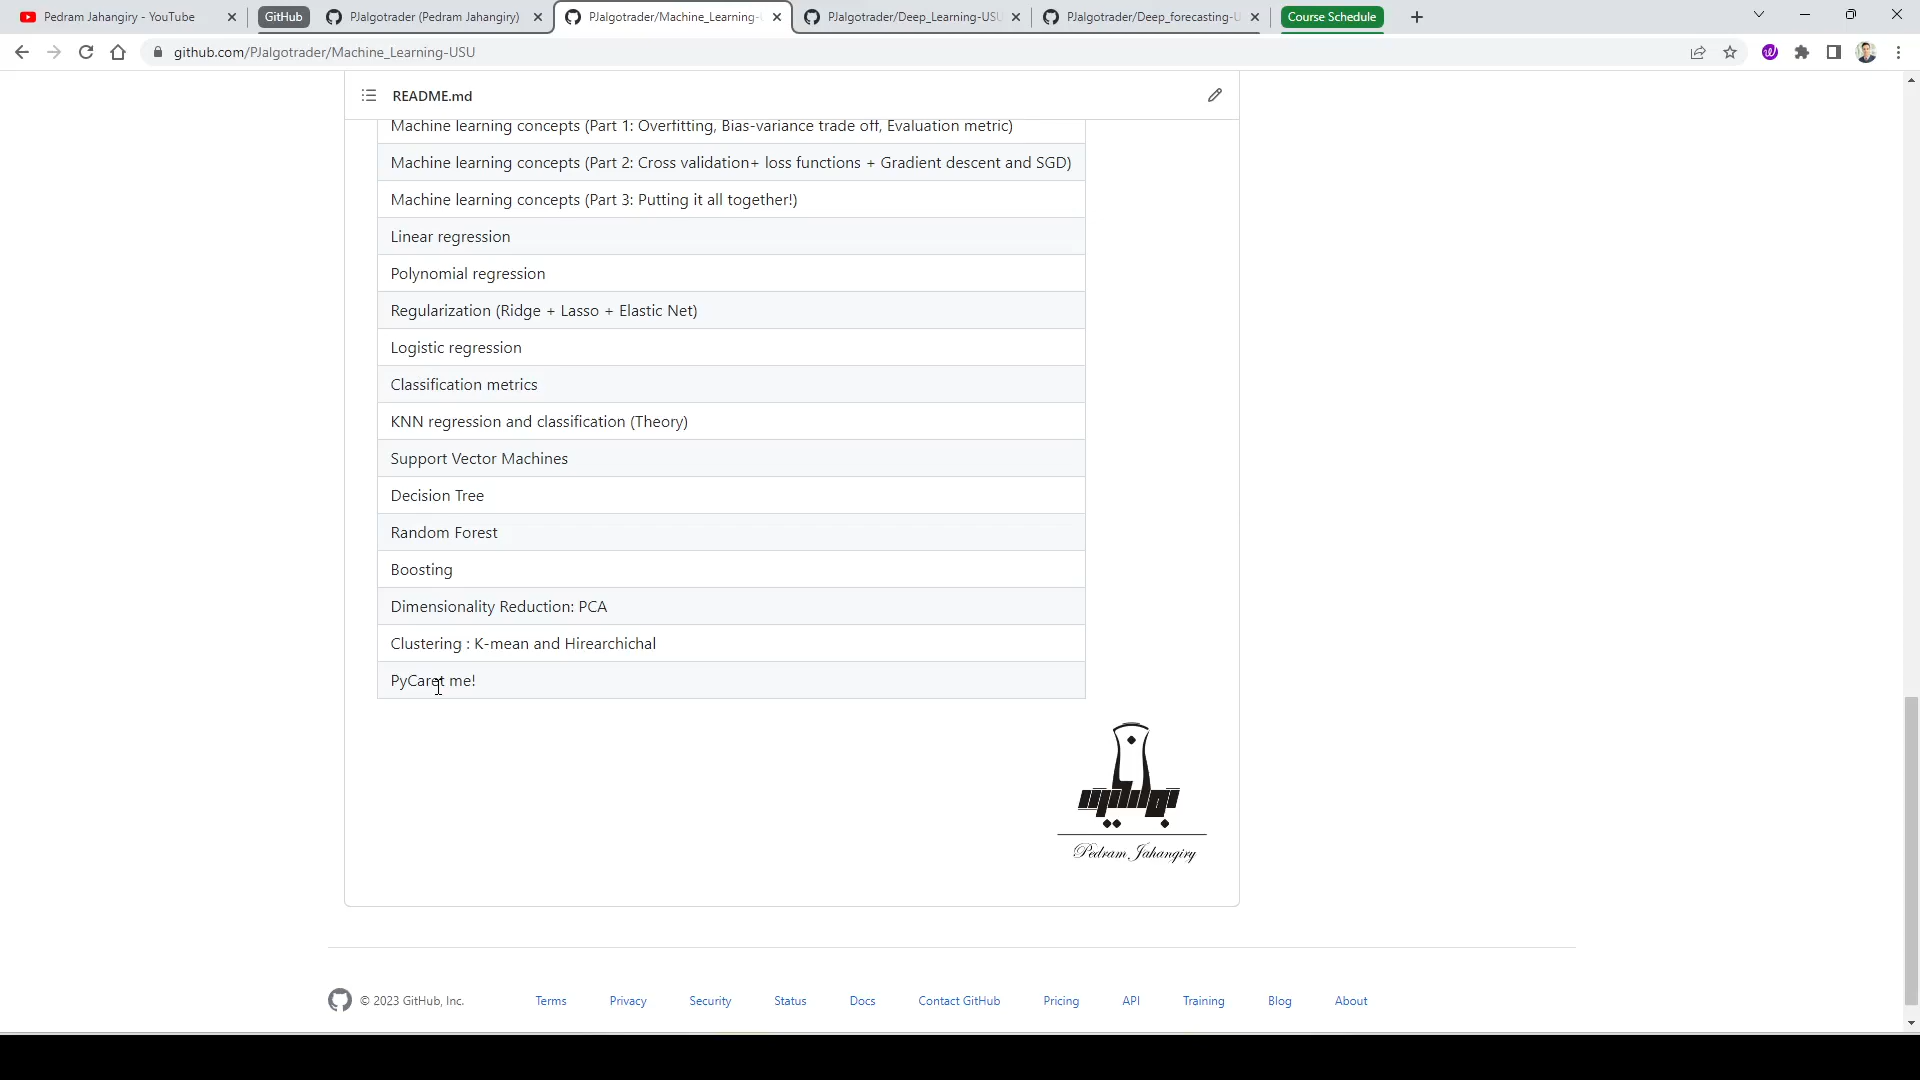 Pedram Jahangiry - YouTube
GitHub
PJalgotrader (Pedram Jahangiry)
PJalgotrader/Machine_Learning-
PJalgotrader/Deep_Learning-USU
PJalgotrader/Deep_forecasting-U
Course Schedule
github.com/PJalgotrader/Machine_Learning-USU
README.md
Machine learning concepts (Part 1: Overfitting, Bias-variance trade off, Evaluation metric)
Machine learning concepts (Part 2: Cross validation+ loss functions + Gradient descent and SGD)
Machine learning concepts (Part 3: Putting it all together!)
Linear regression
Polynomial regression
Regularization (Ridge + Lasso + Elastic Net)
Logistic regression
Classification metrics
KNN regression and classification (Theory)
Support Vector Machines
Decision Tree
Random Forest
Boosting
Dimensionality Reduction: PCA
Clustering : K-mean and Hirearchichal
PyCaret me!
Pedram Jahangiry
© 2023 GitHub, Inc.
Terms
Privacy
Security
Status
Docs
Contact GitHub
Pricing
API
Training
Blog
About